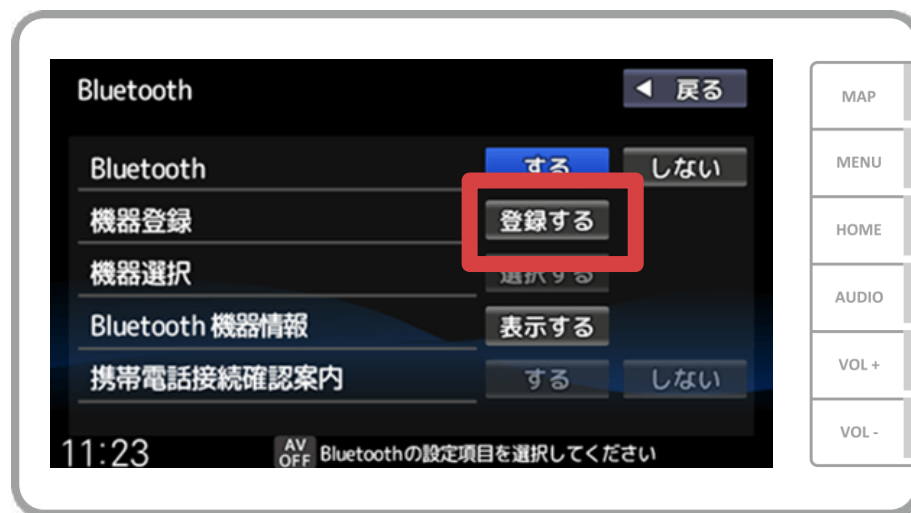 Bluetooth
◀ 戻る
Bluetooth する しない
機器登録 登録する
機器選択 選択する
Bluetooth 機器情報 表示する
携帯電話接続確認案内 する しない
11:23 AV OFF Bluetoothの設定項目を選択してください
MAP
MENU
HOME
AUDIO
VOL +
VOL -